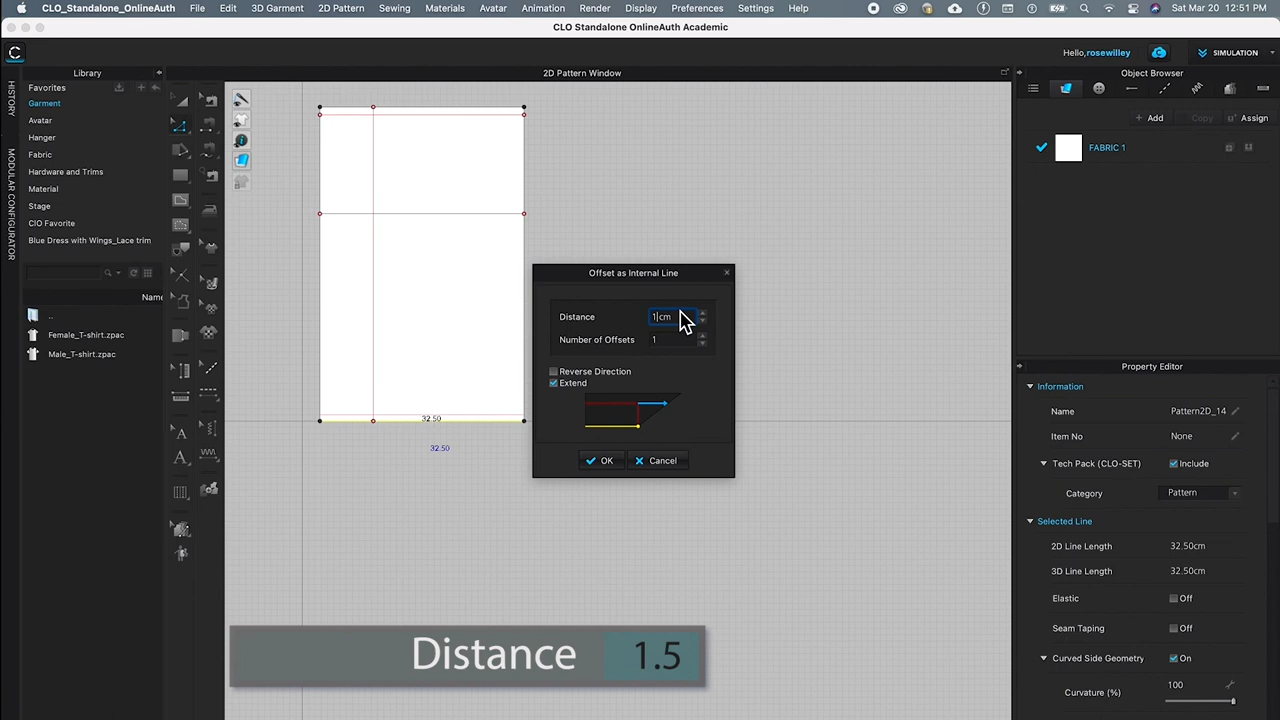 CLO_Standalone_OnlineAuth File Edit 3D Garment 2D Pattern Sewing Materials Avatar Animation Render Display Preferences Settings Help Sat Mar 20 12:51 PM
CLO Standalone OnlineAuth Academic
Hello, rosewilley
SIMULATION
Library
2D Pattern Window
Object Browser
HISTORY
MODULAR CONFIGURATOR
Favorites
Garment
Avatar
Hanger
Fabric
Hardware and Trims
Material
Stage
ClO Favorite
Blue Dress with Wings_Lace trim
Name
..
Female_T-shirt.zpac
Male_T-shirt.zpac
32.50
32.50
Offset as Internal Line
Distance 1cm
Number of Offsets 1
Reverse Direction
Extend
OK Cancel
Add Copy Assign
FABRIC 1
Property Editor
Information
Name Pattern2D_14
Item No None
Tech Pack (CLO-SET) Include
Category Pattern
Selected Line
2D Line Length 32.50cm
3D Line Length 32.50cm
Elastic Off
Seam Taping Off
Curved Side Geometry On
Curvature (%) 100
Distance 1.5